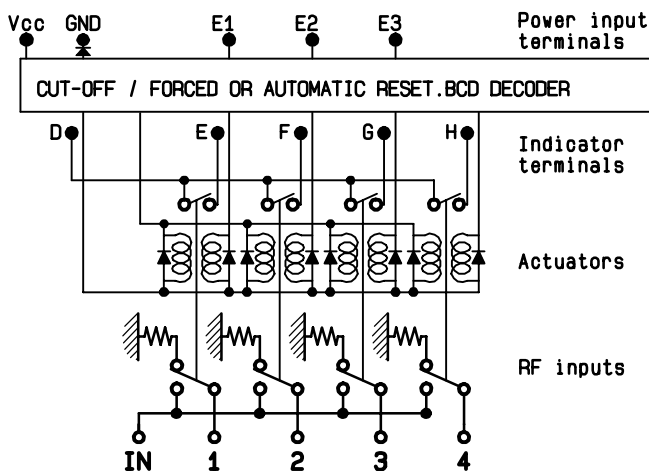 Vcc GND E1 E2 E3 Power input
terminals
CUT-OFF / FORCED OR AUTOMATIC RESET.BCD DECODER
D E F G H Indicator
terminals
Actuators
RF inputs
IN 1 2 3 4